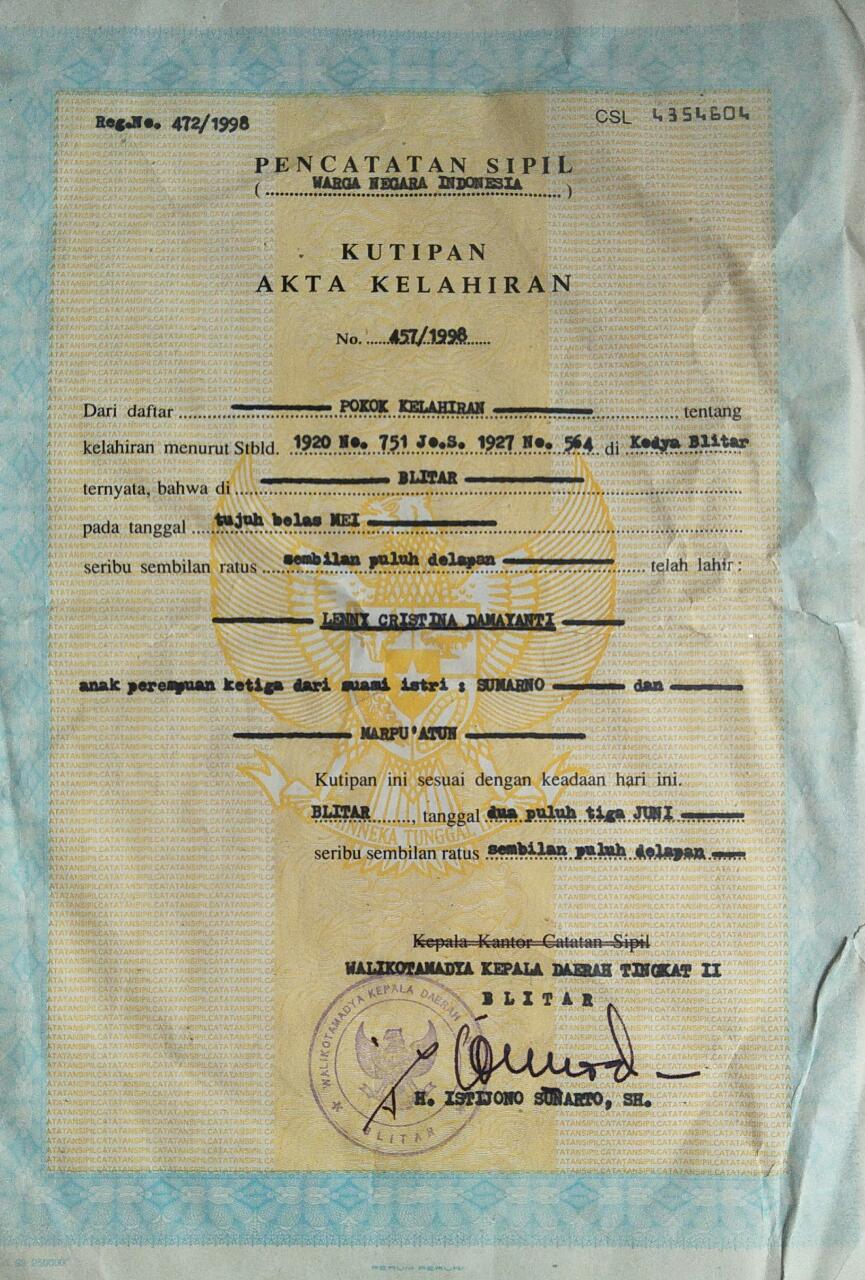 Reg.No. 472/1998
CSL 4354604
PENCATATAN SIPIL
( WARGA NEGARA INDONESIA )
KUTIPAN
AKTA KELAHIRAN
No. 457/1998
Dari daftar POKOK KELAHIRAN tentang
kelahiran menurut Stbld. 1920 No. 751 Jo.S. 1927 No. 564 di Kodya Blitar
ternyata, bahwa di BLITAR
pada tanggal tujuh belas MEI
seribu sembilan ratus sembilan puluh delapan telah lahir :
LENNY CRISTINA DAMAYANTI
anak perempuan ketiga dari suami istri : SUMARNO dan
MARPU'ATUN
Kutipan ini sesuai dengan keadaan hari ini.
BLITAR, tanggal dua puluh tiga JUNI
seribu sembilan ratus sembilan puluh delapan
Kepala Kantor Catatan Sipil
WALIKOTAMADYA KEPALA DAERAH TINGKAT II
BLITAR
WALIKOTAMADYA KEPALA DAERAH
BLITAR
H. ISTIJONO SUNARTO, SH.
PERUM PERURI